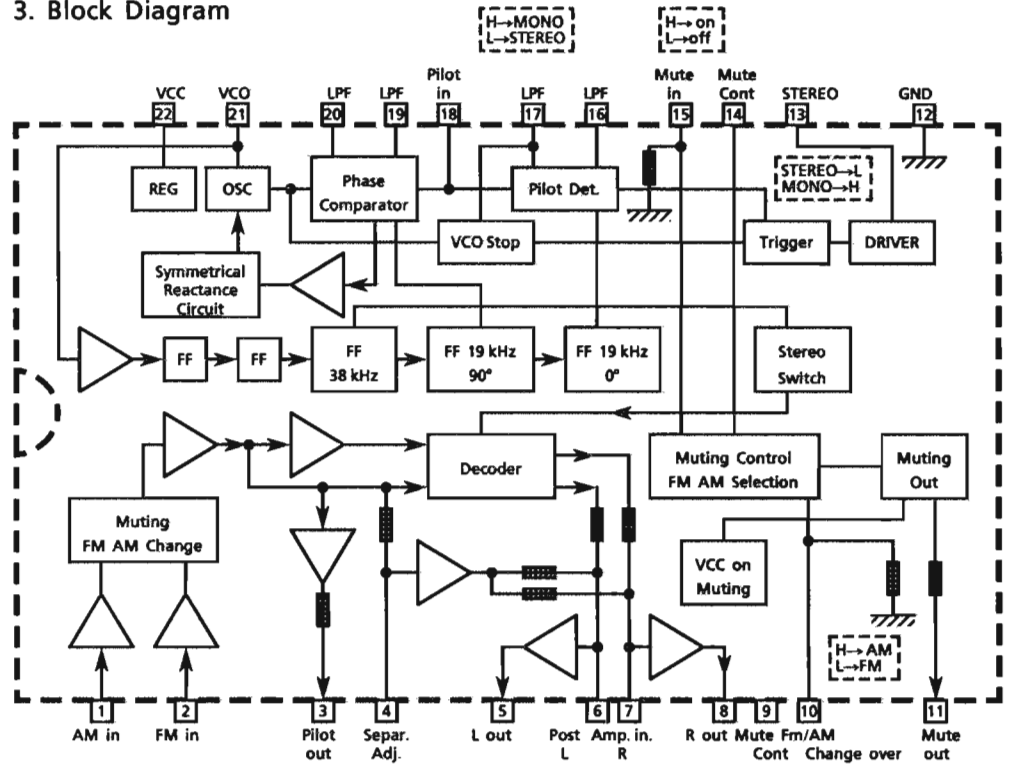 3. Block Diagram
H→MONO
L→STEREO
H→on
L→off
VCC
22
VCO
21
LPF
20
LPF
19
Pilot
in
18
LPF
17
LPF
16
Mute
in
15
Mute
Cont
14
STEREO
13
GND
12
REG
OSC
Phase
Comparator
Pilot Det.
STEREO→L
MONO→H
VCO Stop
Trigger
DRIVER
Symmetrical
Reactance
Circuit
FF
FF
FF
38 kHz
FF 19 kHz
90°
FF 19 kHz
0°
Stereo
Switch
Decoder
Muting Control
FM AM Selection
Muting
Out
Muting
FM AM Change
VCC on
Muting
H→AM
L→FM
1
AM in
2
FM in
3
Pilot
out
4
Separ.
Adj.
5
L out
6
7
Post Amp. in.
L R
8
R out
9
Mute
Cont
10
Fm/AM
Change over
11
Mute
out